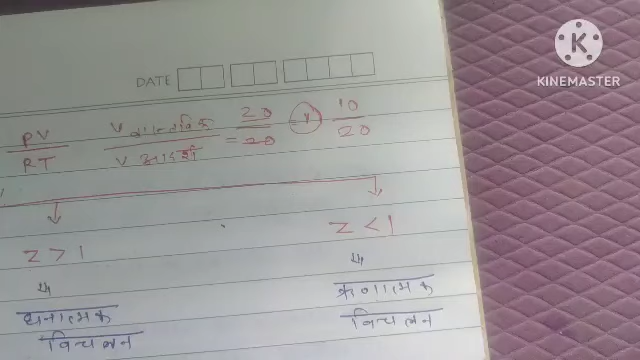 K
KINEMASTER
DATE
PV / RT V वास्तविक / V आदर्श = 20 / 20 10 / 20
Z > 1 Z < 1
धनात्मक ऋणात्मक
विचलन विचलन